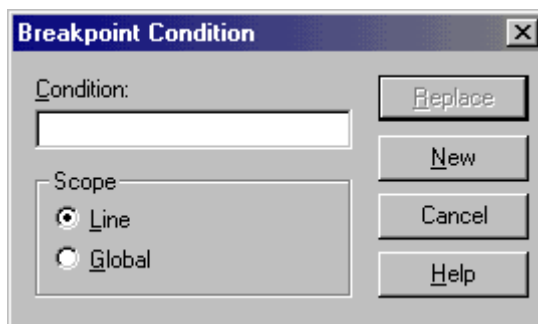 Breakpoint Condition
Condition:
Replace
New
Scope
Line
Cancel
Global
Help